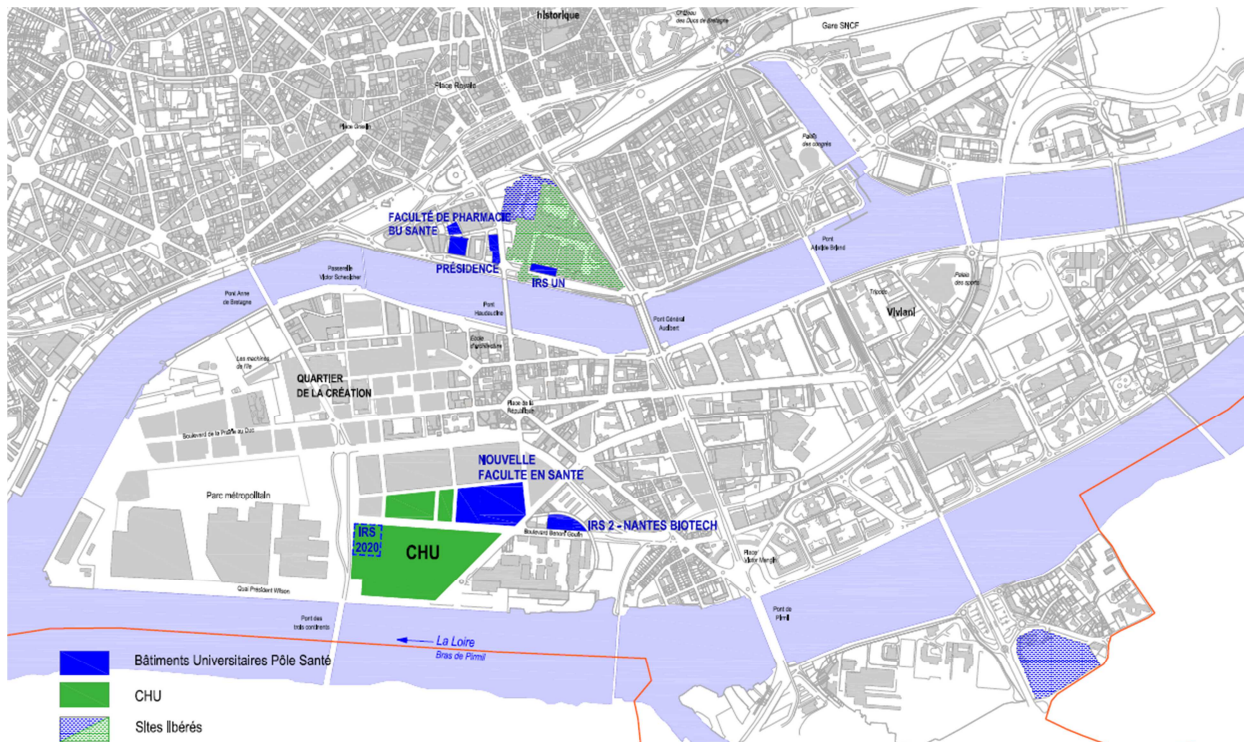 historique
Château
des Ducs de Bretagne
Gare SNCF
Place Royale
Place Graslin
Palais
des congrès
FACULTÉ DE PHARMACIE
BU SANTE
PRÉSIDENCE
IRS UN
Passerelle
Victor Schoelcher
Pont Anne
de Bretagne
Pont
Haudaudine
Pont Général
Audibert
Pont
Aristide Briand
Palais
des sports
Tripode
Viviani
Ecole
d'architecture
Les machines
de l'île
QUARTIER
DE LA CRÉATION
Place de la
République
Boulevard de la Prairie au Duc
NOUVELLE
FACULTE EN SANTE
Parc métropolitain
IRS 2 - NANTES BIOTECH
Boulevard Benoni Goullin
IRS
2020
CHU
Place
Victor Mangin
Quai Président Wilson
Pont des
trois continents
Pont de
Pirmil
La Loire
Bras de Pirmil
Bâtiments Universitaires Pôle Santé
CHU
Sites libérés